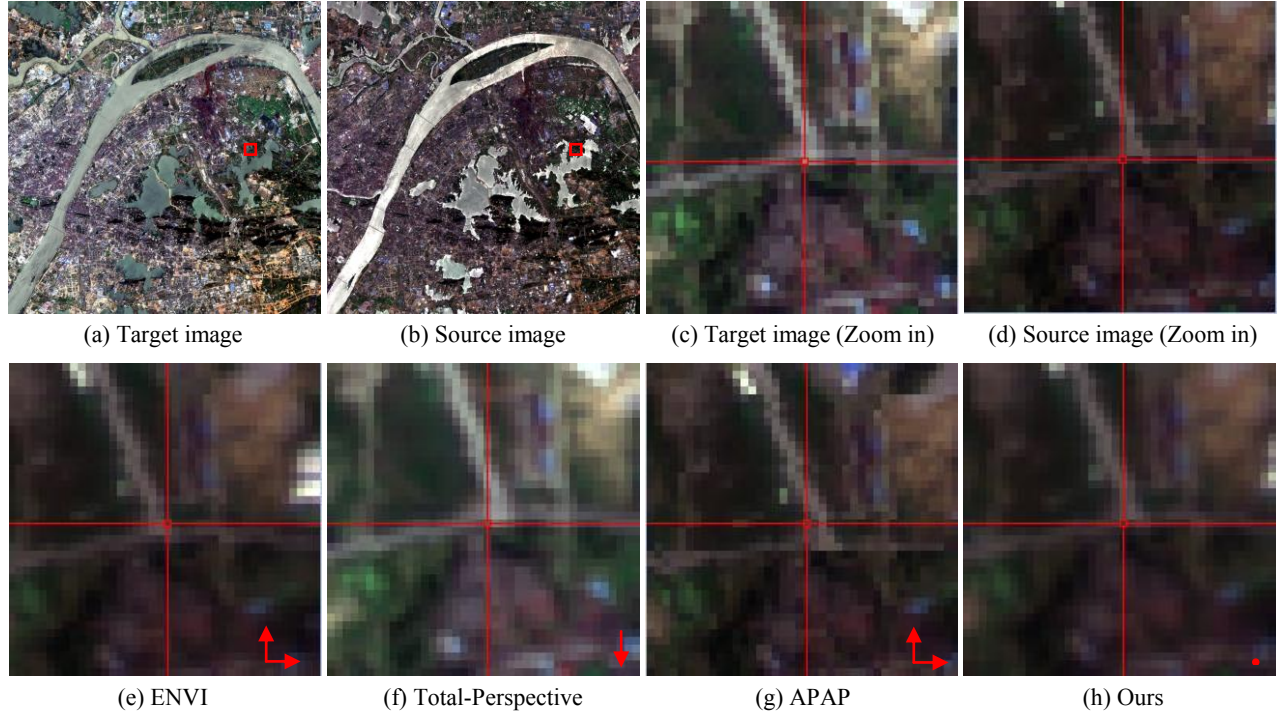 (a) Target image
(b) Source image
(c) Target image (Zoom in)
(d) Source image (Zoom in)
(e) ENVI
(f) Total-Perspective
(g) APAP
(h) Ours